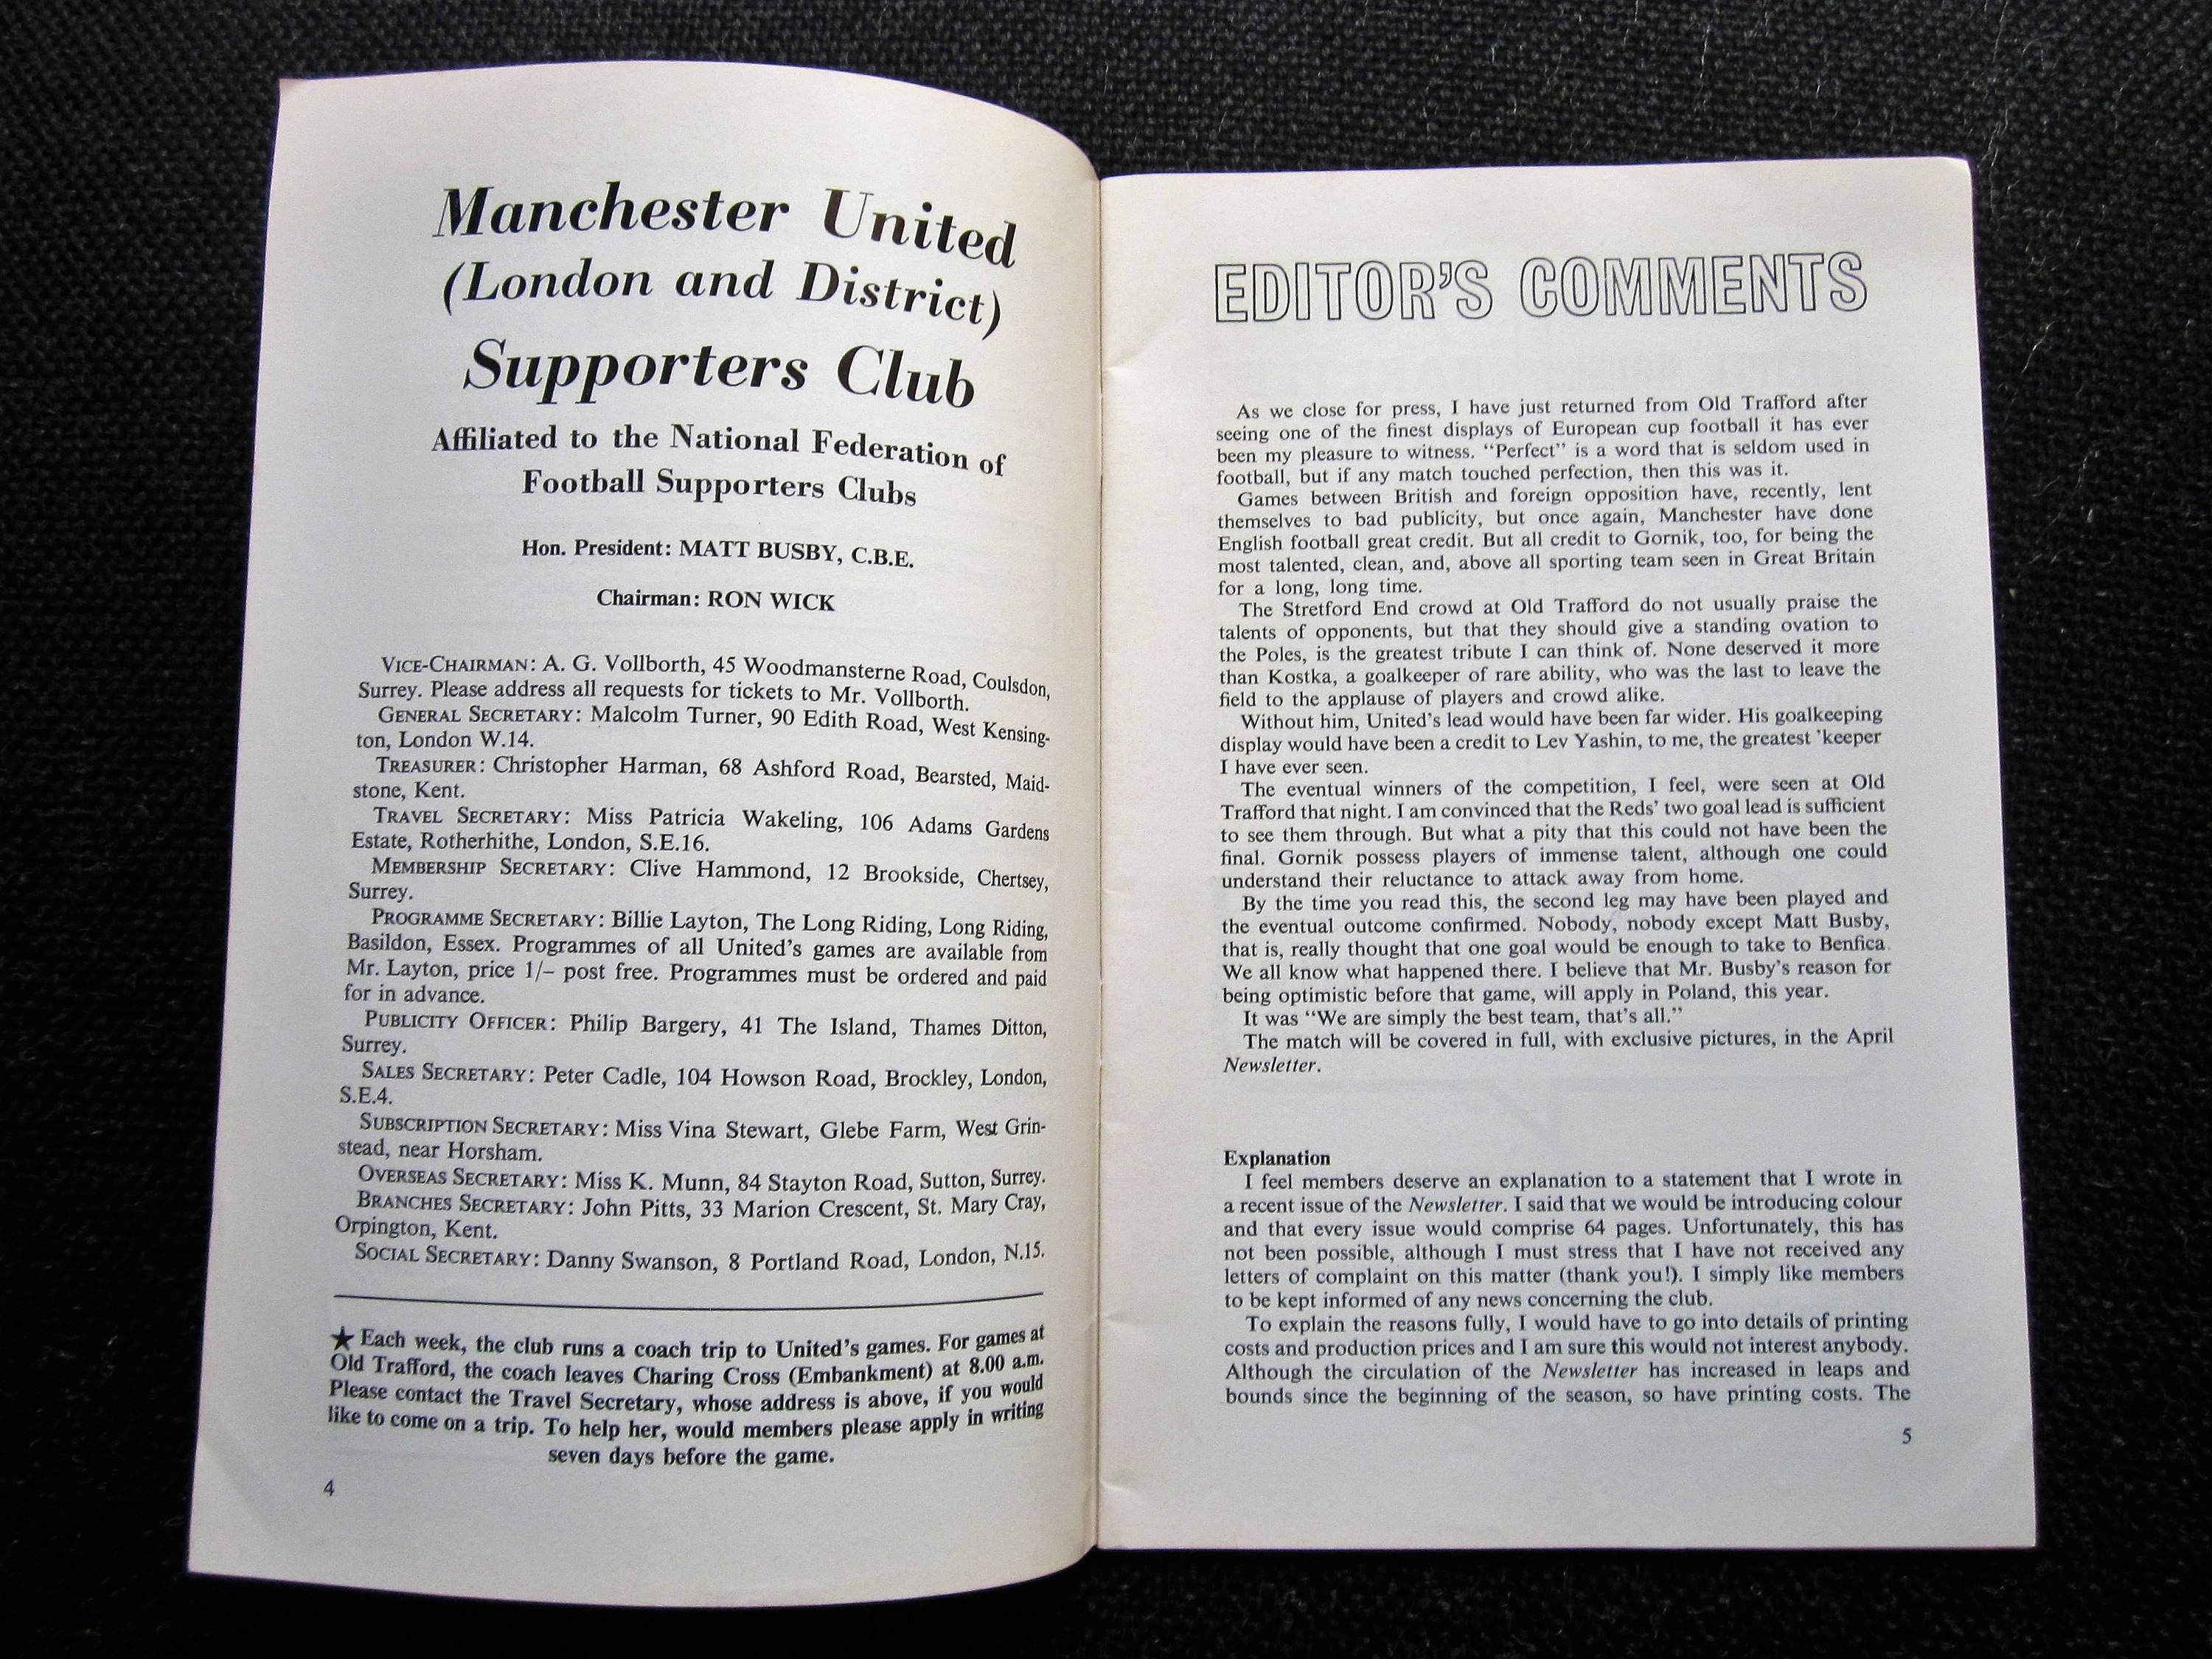 Manchester United
(London and District)
Supporters Club
Affiliated to the National Federation of
Football Supporters Clubs
Hon. President: MATT BUSBY, C.B.E.
Chairman: RON WICK
VICE-CHAIRMAN: A. G. Vollborth, 45 Woodmansterne Road, Coulsdon,
Surrey. Please address all requests for tickets to Mr. Vollborth.
GENERAL SECRETARY: Malcolm Turner, 90 Edith Road, West Kensing-
ton, London W.14.
TREASURER: Christopher Harman, 68 Ashford Road, Bearsted, Maid-
stone, Kent.
TRAVEL SECRETARY: Miss Patricia Wakeling, 106 Adams Gardens
Estate, Rotherhithe, London, S.E.16.
MEMBERSHIP SECRETARY: Clive Hammond, 12 Brookside, Chertsey,
Surrey.
PROGRAMME SECRETARY: Billie Layton, The Long Riding, Long Riding,
Basildon, Essex. Programmes of all United's games are available from
Mr. Layton, price 1/– post free. Programmes must be ordered and paid
for in advance.
PUBLICITY OFFICER: Philip Bargery, 41 The Island, Thames Ditton,
Surrey.
SALES SECRETARY: Peter Cadle, 104 Howson Road, Brockley, London,
S.E.4.
SUBSCRIPTION SECRETARY: Miss Vina Stewart, Glebe Farm, West Grin-
stead, near Horsham.
OVERSEAS SECRETARY: Miss K. Munn, 84 Stayton Road, Sutton, Surrey.
BRANCHES SECRETARY: John Pitts, 33 Marion Crescent, St. Mary Cray,
Orpington, Kent.
SOCIAL SECRETARY: Danny Swanson, 8 Portland Road, London, N.15.
★ Each week, the club runs a coach trip to United's games. For games at
Old Trafford, the coach leaves Charing Cross (Embankment) at 8.00 a.m.
Please contact the Travel Secretary, whose address is above, if you would
like to come on a trip. To help her, would members please apply in writing
seven days before the game.
4
EDITOR'S COMMENTS
As we close for press, I have just returned from Old Trafford after
seeing one of the finest displays of European cup football it has ever
been my pleasure to witness. "Perfect" is a word that is seldom used in
football, but if any match touched perfection, then this was it.
Games between British and foreign opposition have, recently, lent
themselves to bad publicity, but once again, Manchester have done
English football great credit. But all credit to Gornik, too, for being the
most talented, clean, and, above all sporting team seen in Great Britain
for a long, long time.
The Stretford End crowd at Old Trafford do not usually praise the
talents of opponents, but that they should give a standing ovation to
the Poles, is the greatest tribute I can think of. None deserved it more
than Kostka, a goalkeeper of rare ability, who was the last to leave the
field to the applause of players and crowd alike.
Without him, United's lead would have been far wider. His goalkeeping
display would have been a credit to Lev Yashin, to me, the greatest 'keeper
I have ever seen.
The eventual winners of the competition, I feel, were seen at Old
Trafford that night. I am convinced that the Reds' two goal lead is sufficient
to see them through. But what a pity that this could not have been the
final. Gornik possess players of immense talent, although one could
understand their reluctance to attack away from home.
By the time you read this, the second leg may have been played and
the eventual outcome confirmed. Nobody, nobody except Matt Busby,
that is, really thought that one goal would be enough to take to Benfica.
We all know what happened there. I believe that Mr. Busby's reason for
being optimistic before that game, will apply in Poland, this year.
It was "We are simply the best team, that's all."
The match will be covered in full, with exclusive pictures, in the April
Newsletter.
Explanation
I feel members deserve an explanation to a statement that I wrote in
a recent issue of the Newsletter. I said that we would be introducing colour
and that every issue would comprise 64 pages. Unfortunately, this has
not been possible, although I must stress that I have not received any
letters of complaint on this matter (thank you!). I simply like members
to be kept informed of any news concerning the club.
To explain the reasons fully, I would have to go into details of printing
costs and production prices and I am sure this would not interest anybody.
Although the circulation of the Newsletter has increased in leaps and
bounds since the beginning of the season, so have printing costs. The
5